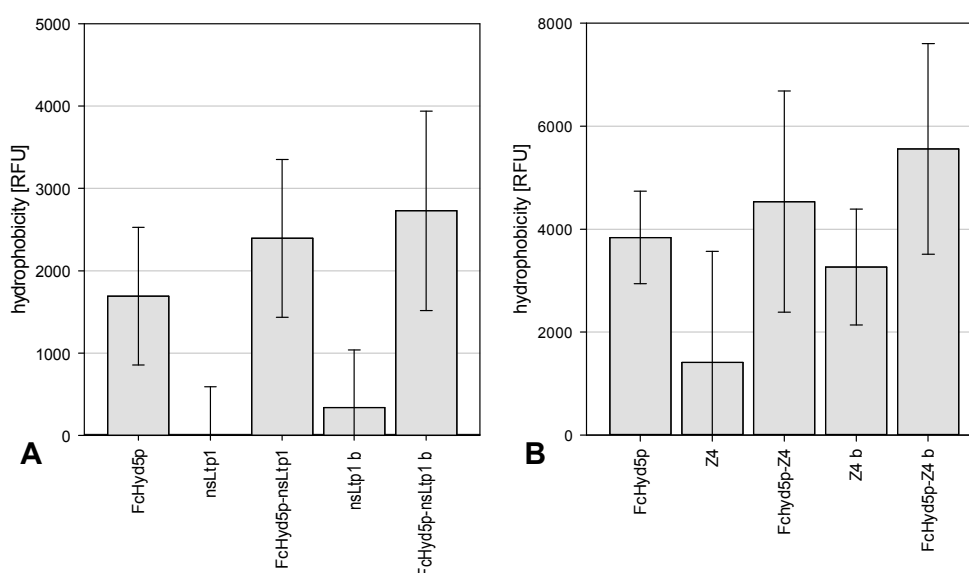 5000
4000
3000
2000
1000
0
hydrophobicity [RFU]
A
FcHyd5p
nsLtp1
FcHyd5p-nsLtp1
nsLtp1 b
FcHyd5p-nsLtp1 b
8000
6000
4000
2000
0
hydrophobicity [RFU]
B
FcHyd5p
Z4
Fchyd5p-Z4
Z4 b
FcHyd5p-Z4 b